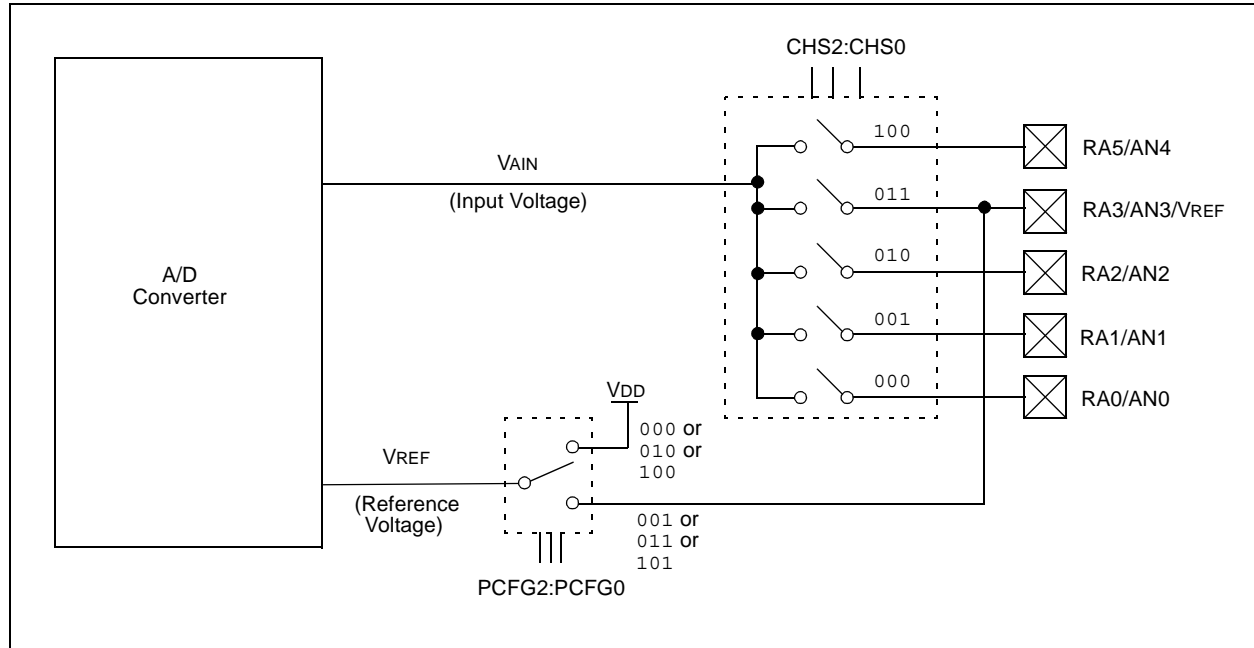 CHS2:CHS0
100
RA5/AN4
VAIN
(Input Voltage)
011
RA3/AN3/VREF
A/D
Converter
010
RA2/AN2
001
RA1/AN1
000
RA0/AN0
VDD
000 or
010 or
100
VREF
(Reference
Voltage)
001 or
011 or
101
PCFG2:PCFG0